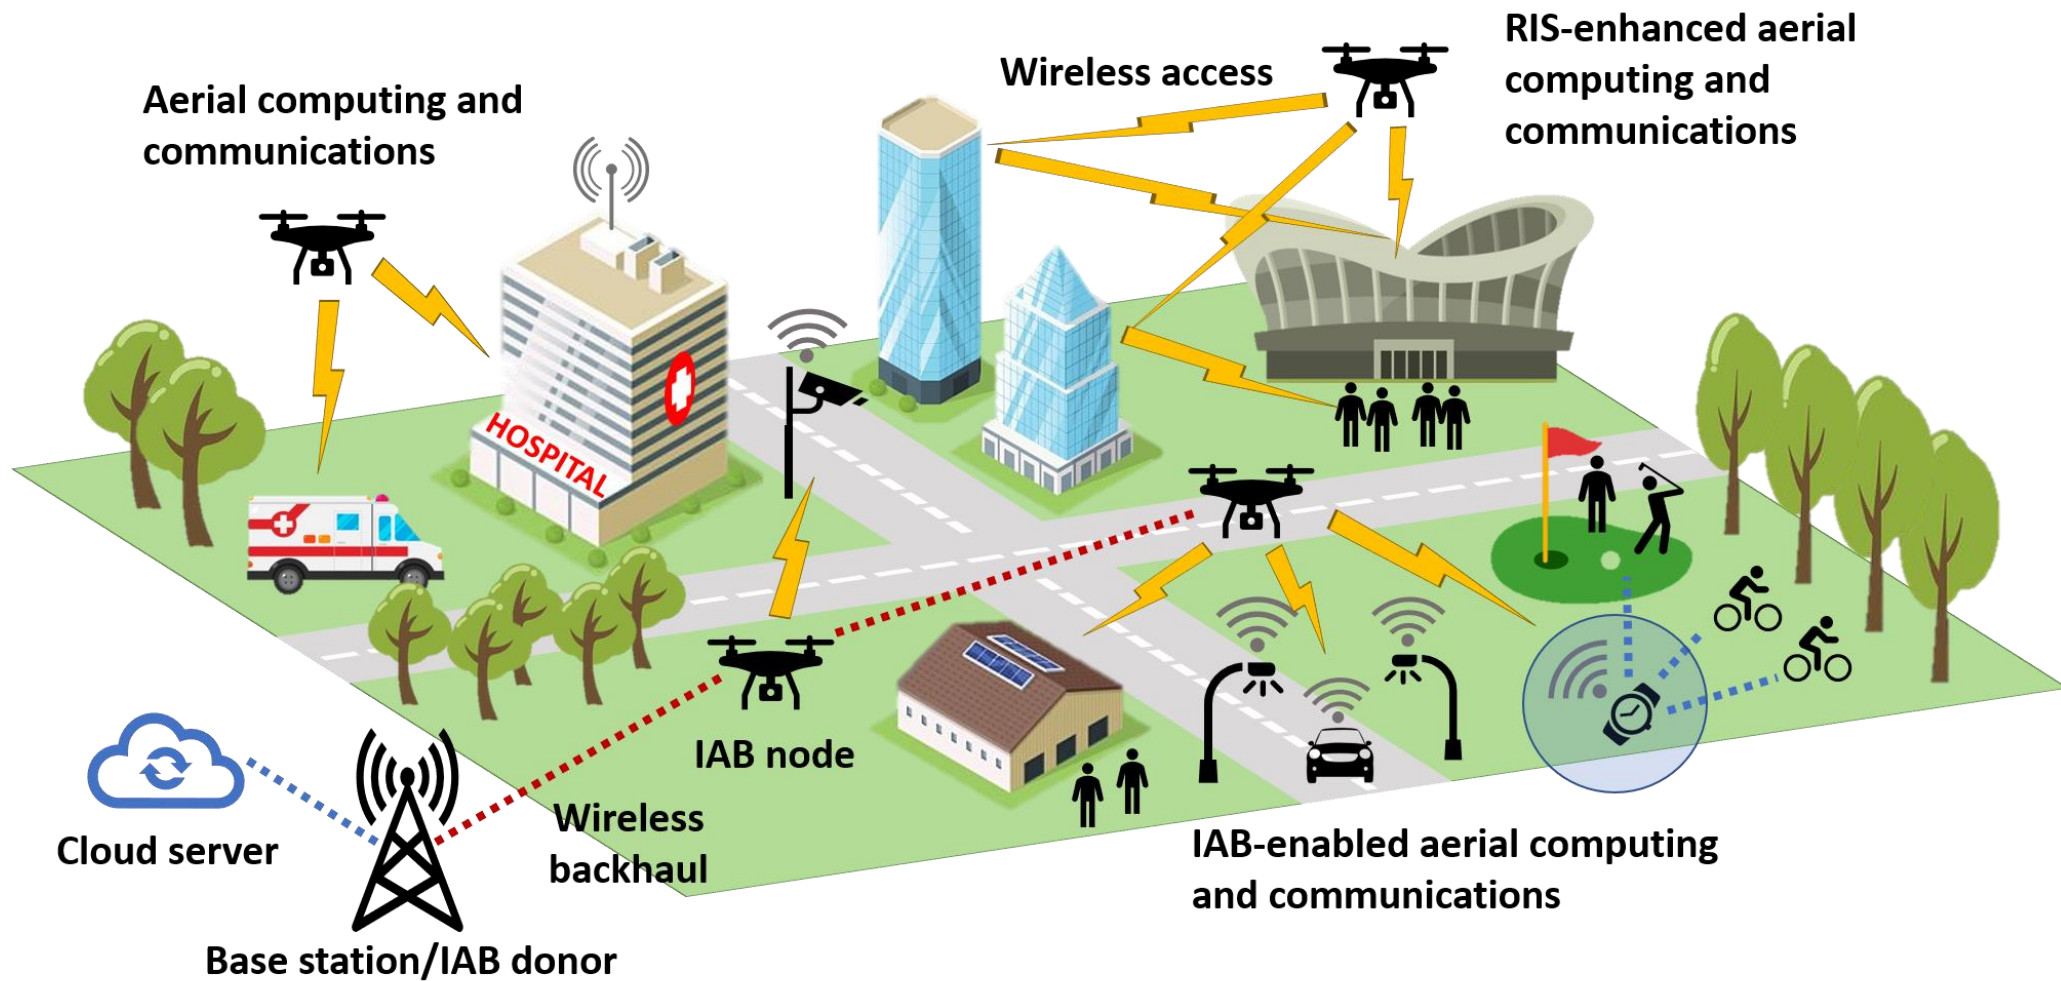 RIS-enhanced aerial
computing and
communications
Wireless access
Aerial computing and
communications
HOSPITAL
IAB node
Wireless
backhaul
Cloud server
IAB-enabled aerial computing
and communications
Base station/IAB donor